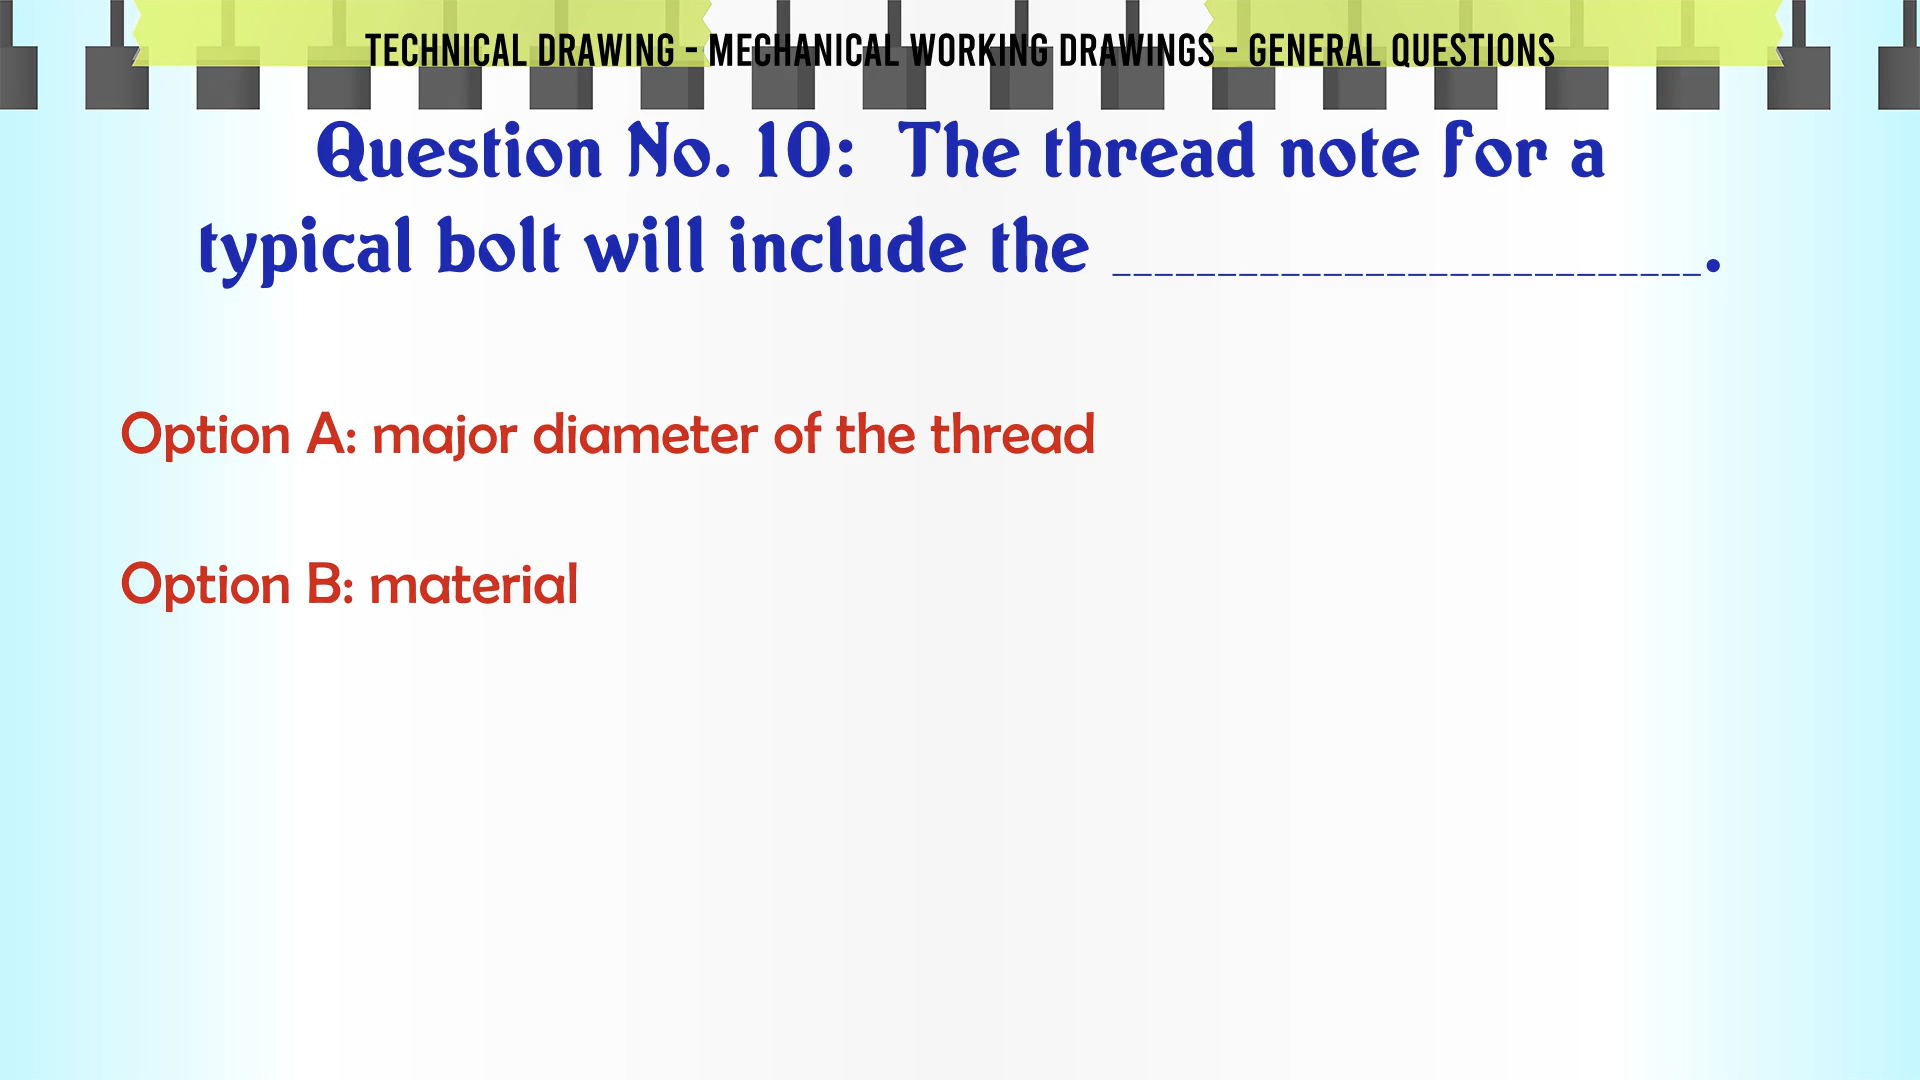 TECHNICAL DRAWING - MECHANICAL WORKING DRAWINGS - GENERAL QUESTIONS
Question No. 10: The thread note for a
typical bolt will include the ____________________________.
Option A: major diameter of the thread
Option B: material